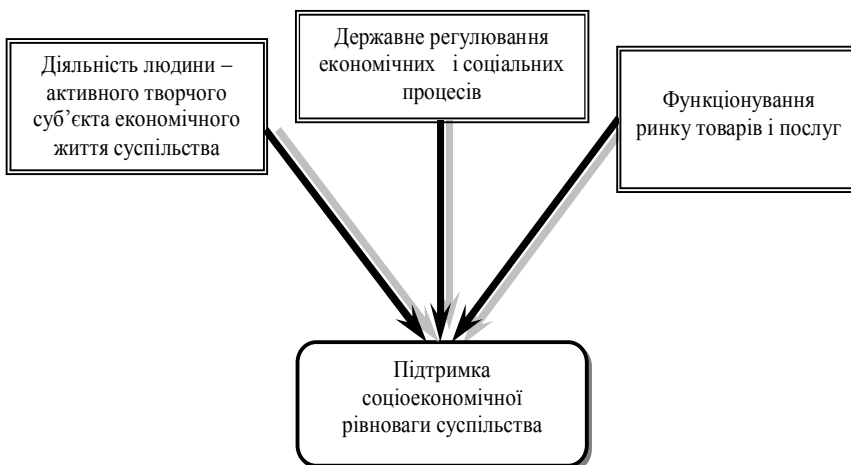 Діяльність людини –
активного творчого
суб’єкта економічного
життя суспільства
Державне регулювання
економічних і соціальних
процесів
Функціонування
ринку товарів і послуг
Підтримка
соціоекономічної
рівноваги суспільства